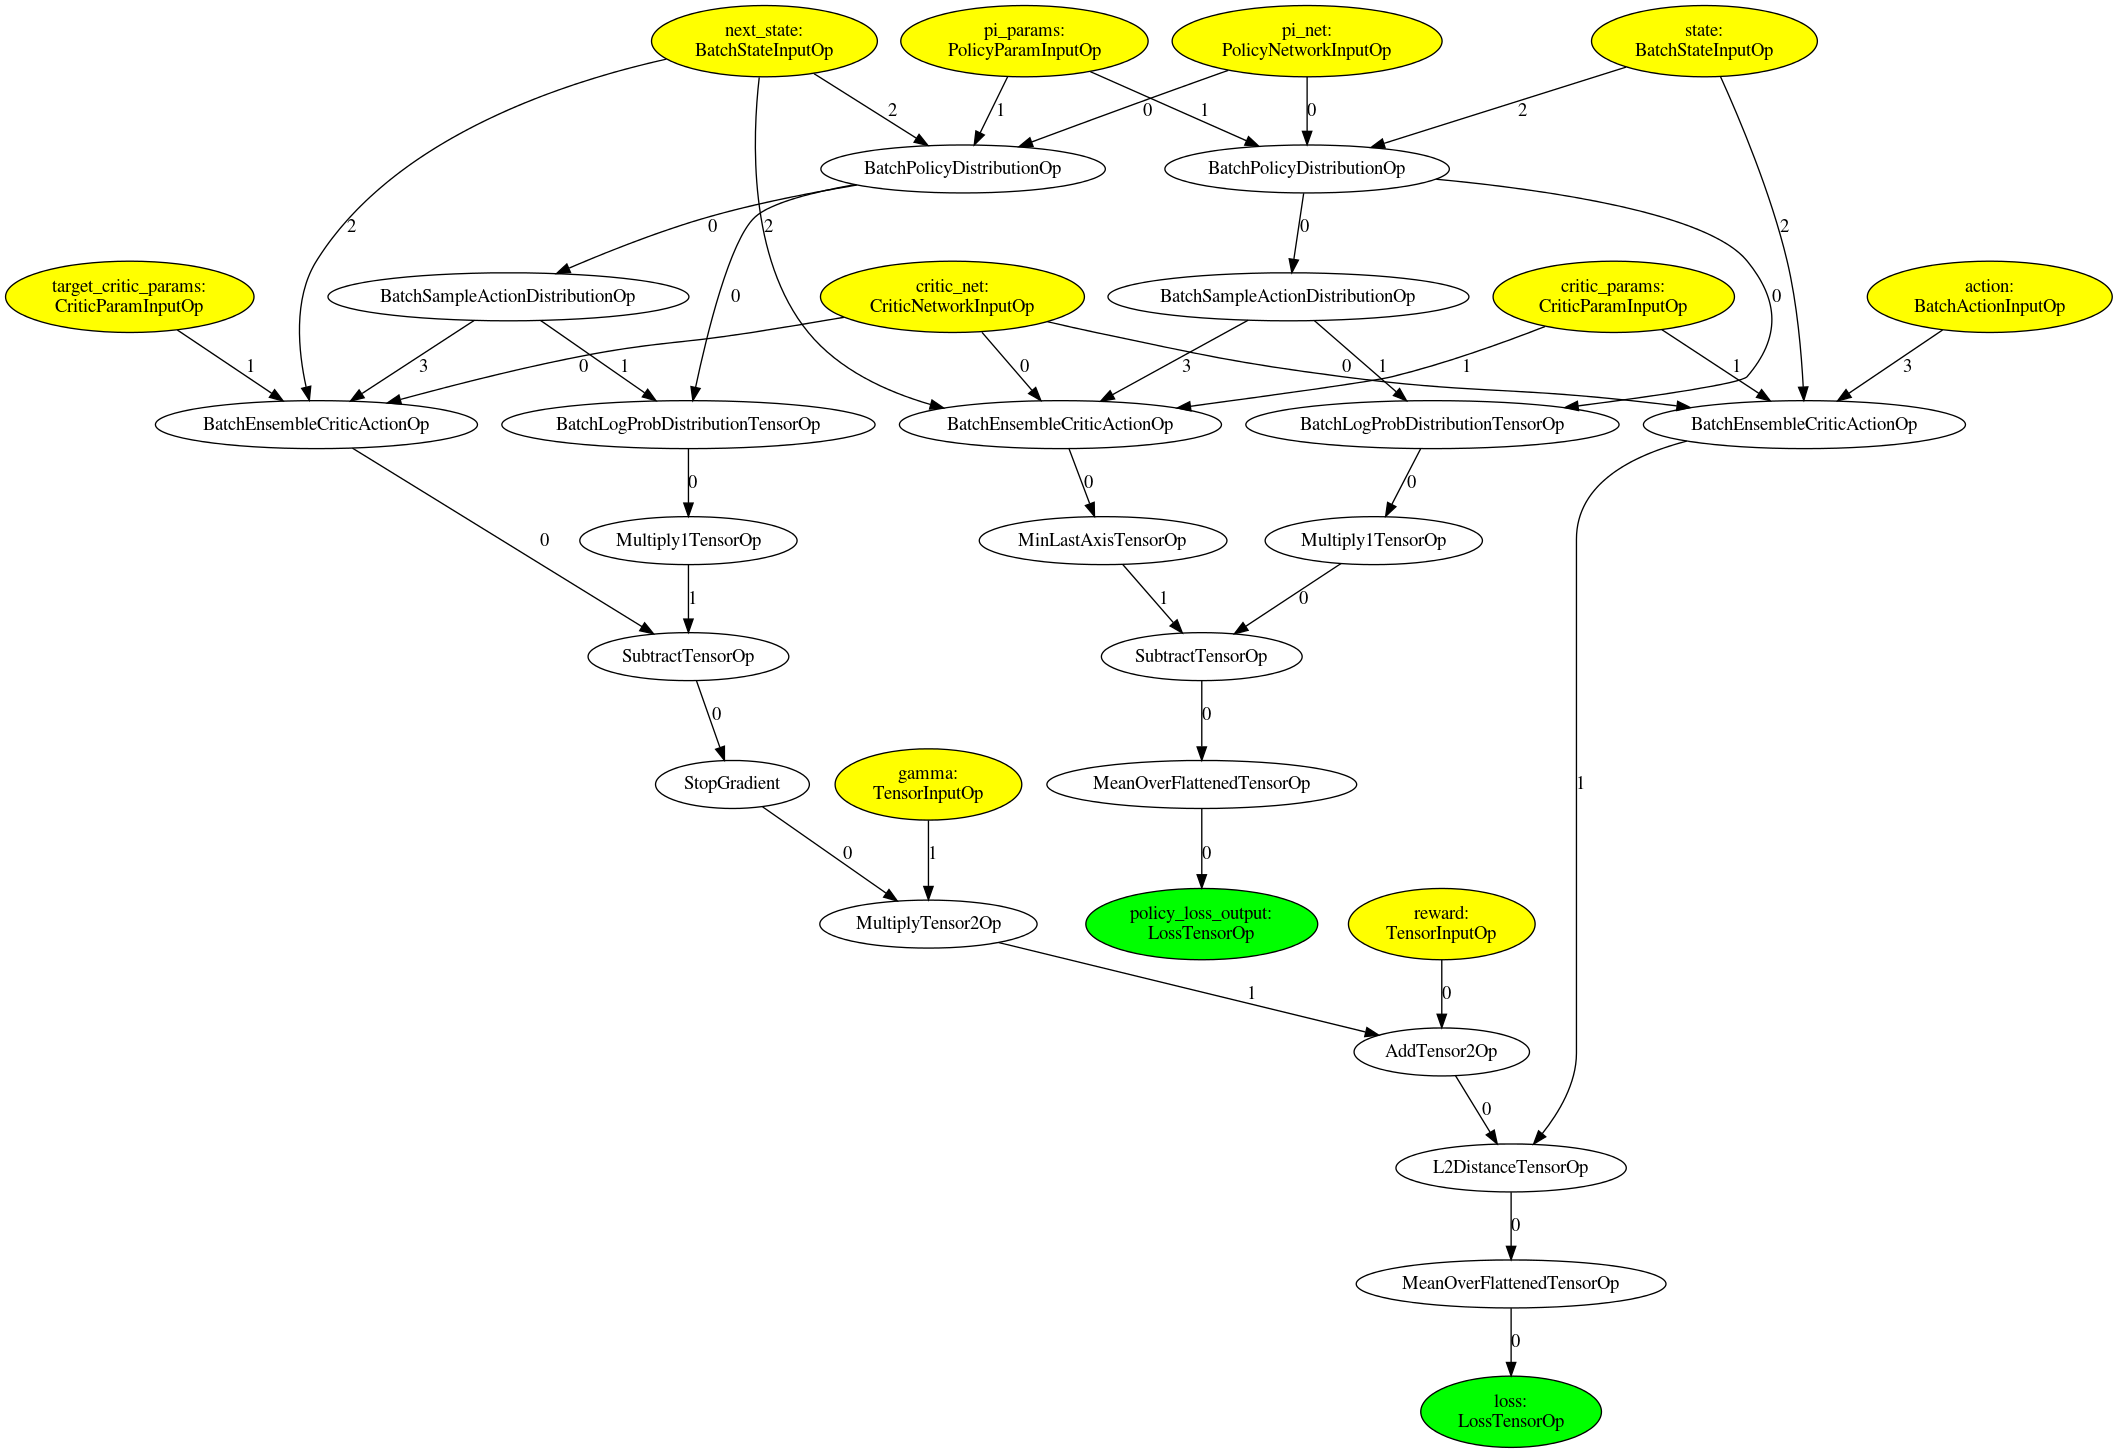 next_state:
BatchStateInputOp
pi_params:
PolicyParamInputOp
pi_net:
PolicyNetworkInputOp
state:
BatchStateInputOp
2
1
0
1
0
2
BatchPolicyDistributionOp
BatchPolicyDistributionOp
2
0
2
0
2
target_critic_params:
CriticParamInputOp
BatchSampleActionDistributionOp
0
critic_net:
CriticNetworkInputOp
BatchSampleActionDistributionOp
critic_params:
CriticParamInputOp
0
action:
BatchActionInputOp
1
3
0
1
0
3
1
0
1
1
3
BatchEnsembleCriticActionOp
BatchLogProbDistributionTensorOp
BatchEnsembleCriticActionOp
BatchLogProbDistributionTensorOp
BatchEnsembleCriticActionOp
0
0
0
0
Multiply1TensorOp
MinLastAxisTensorOp
Multiply1TensorOp
1
1
0
SubtractTensorOp
SubtractTensorOp
0
0
StopGradient
gamma:
TensorInputOp
MeanOverFlattenedTensorOp
1
0
1
0
MultiplyTensor2Op
policy_loss_output:
LossTensorOp
reward:
TensorInputOp
1
0
AddTensor2Op
0
L2DistanceTensorOp
0
MeanOverFlattenedTensorOp
0
loss:
LossTensorOp